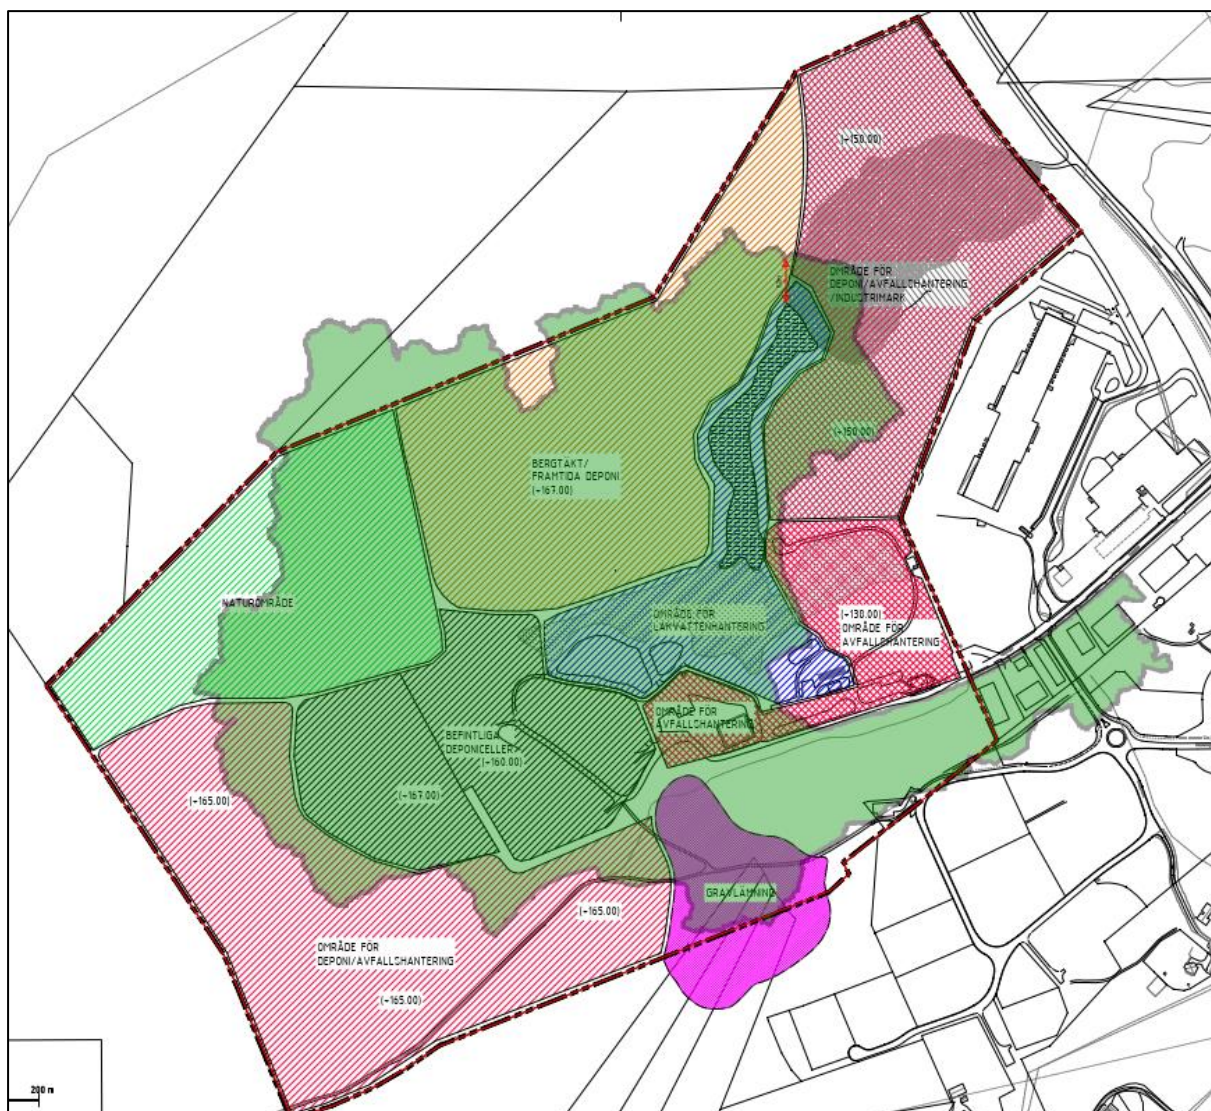 (+150.00)
OMRÅDE FÖR
DEPONI/AVFALLSHANTERING
/INDUSTRIMARK
(+150.00)
BERGTÄKT/
FRAMTIDA DEPONI
(+167.00)
NATUROMRÅDE
OMRÅDE FÖR
LAKVATTENHANTERING
(+130.00)
OMRÅDE FÖR
AVFALLSHANTERING
OMRÅDE FÖR
AVFALLSHANTERING
BEFINTLIGA
DEPONICELLER
(+160.00)
(+167.00)
(+165.00)
GRAVLÄMNING
(+165.00)
OMRÅDE FÖR
DEPONI/AVFALLSHANTERING
(+165.00)
200 m